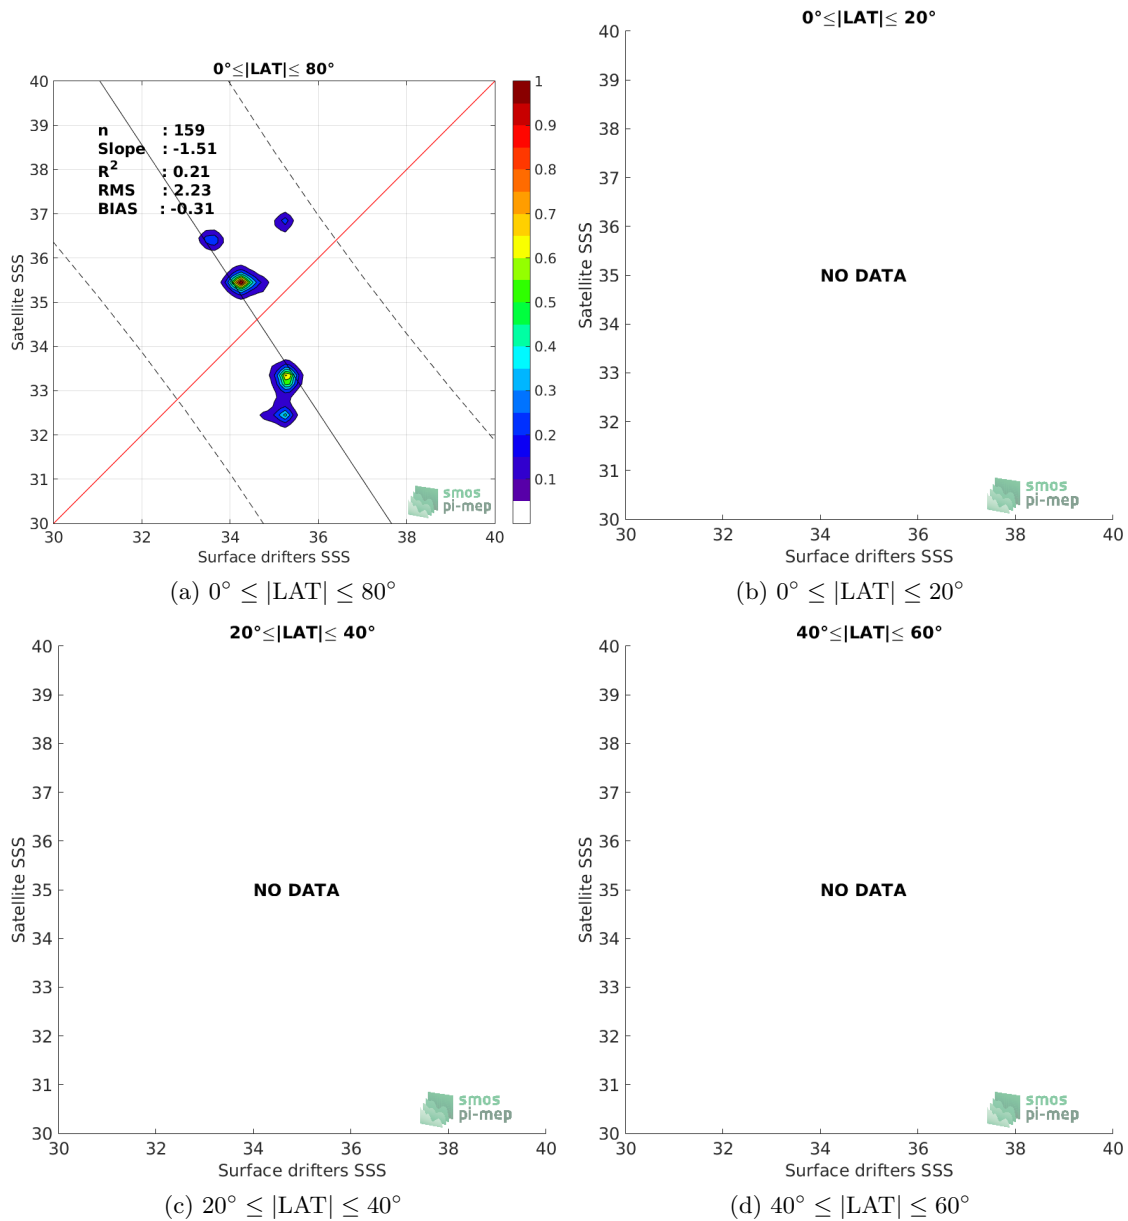 0°≤|LAT|≤ 80°
40
39
38
37
36
35
34
33
32
31
30
Satellite SSS
n : 159
Slope : -1.51
R2 : 0.21
RMS : 2.23
BIAS : -0.31
smos
pi-mep
30 32 34 36 38 40
Surface drifters SSS
1
0.9
0.8
0.7
0.6
0.5
0.4
0.3
0.2
0.1
(a) 0° ≤ |LAT| ≤ 80°
0°≤|LAT|≤ 20°
40
39
38
37
36
35
34
33
32
31
30
Satellite SSS
NO DATA
smos
pi-mep
30 32 34 36 38 40
Surface drifters SSS
(b) 0° ≤ |LAT| ≤ 20°
20°≤|LAT|≤ 40°
40
39
38
37
36
35
34
33
32
31
30
Satellite SSS
NO DATA
smos
pi-mep
30 32 34 36 38 40
Surface drifters SSS
(c) 20° ≤ |LAT| ≤ 40°
40°≤|LAT|≤ 60°
40
39
38
37
36
35
34
33
32
31
30
Satellite SSS
NO DATA
smos
pi-mep
30 32 34 36 38 40
Surface drifters SSS
(d) 40° ≤ |LAT| ≤ 60°